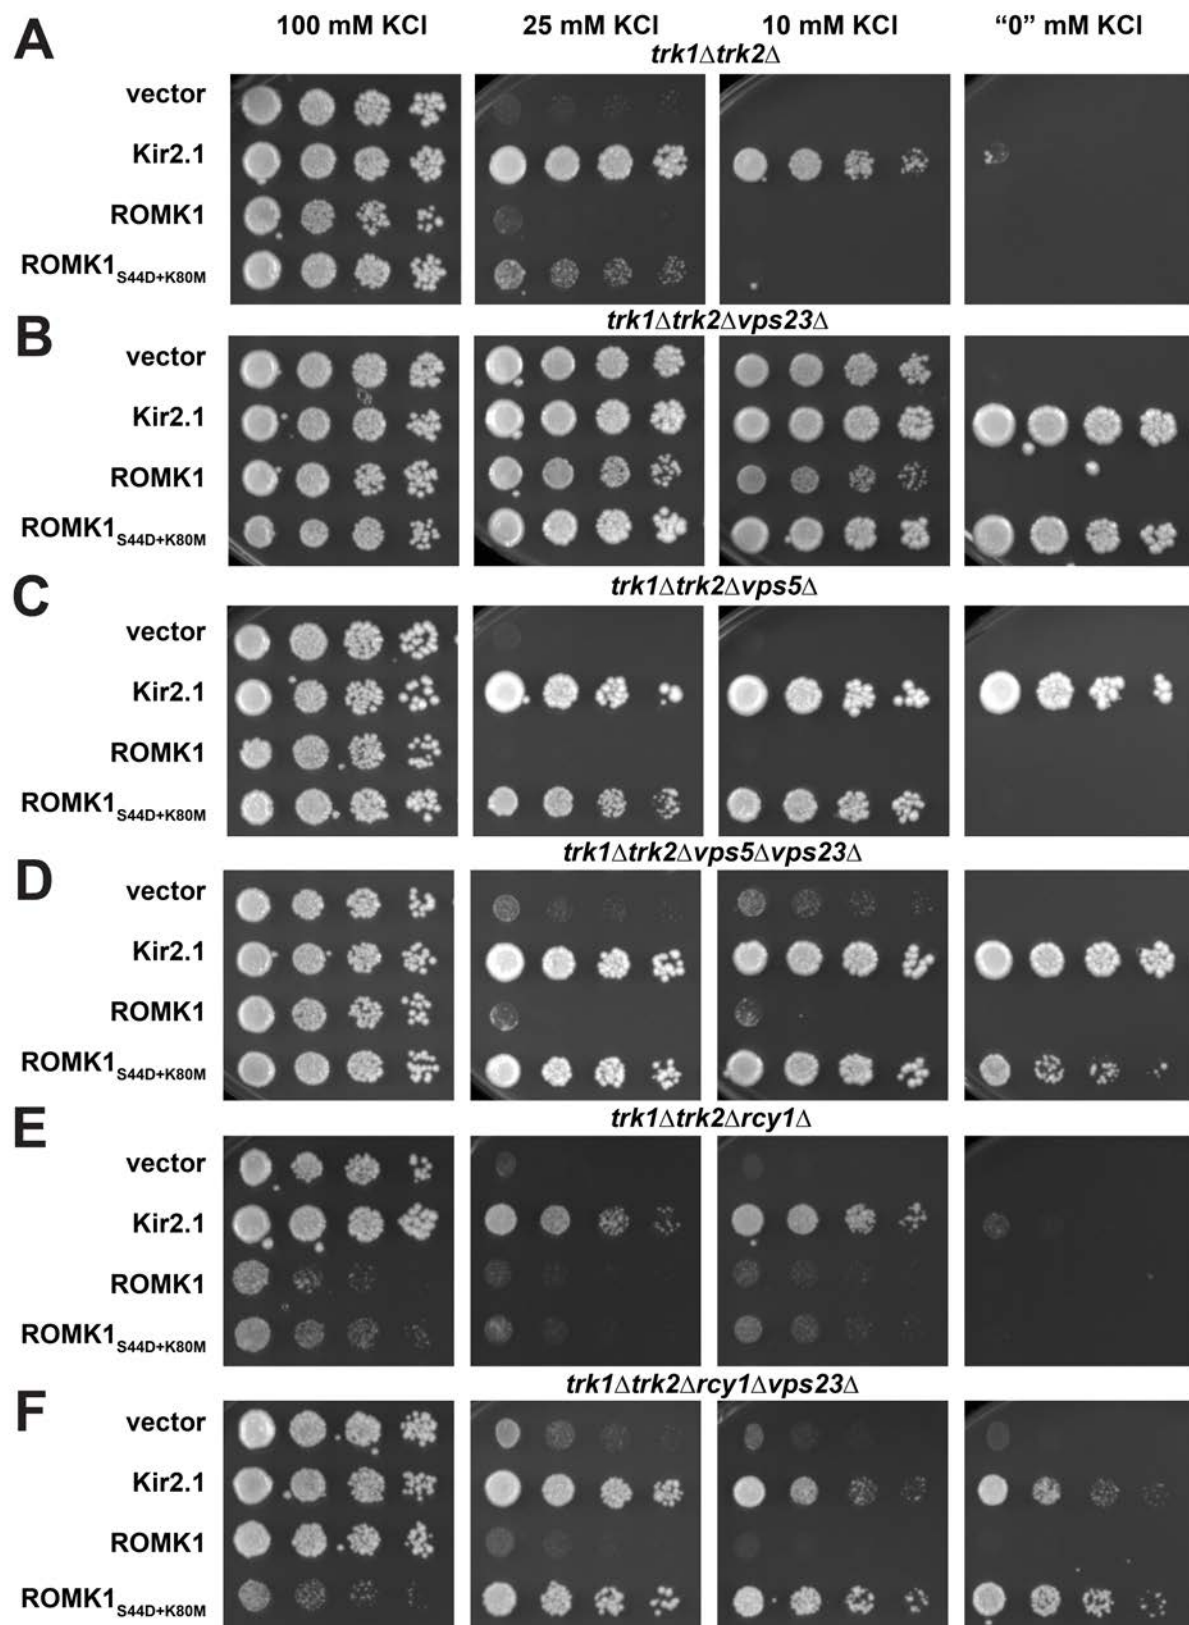 A 100 mM KCl 25 mM KCl 10 mM KCl “0” mM KCl
trk1Δtrk2Δ
vector
Kir2.1
ROMK1
ROMK1S44D+K80M
B trk1Δtrk2Δvps23Δ
vector
Kir2.1
ROMK1
ROMK1S44D+K80M
C trk1Δtrk2Δvps5Δ
vector
Kir2.1
ROMK1
ROMK1S44D+K80M
D trk1Δtrk2Δvps5Δvps23Δ
vector
Kir2.1
ROMK1
ROMK1S44D+K80M
E trk1Δtrk2Δrcy1Δ
vector
Kir2.1
ROMK1
ROMK1S44D+K80M
F trk1Δtrk2Δrcy1Δvps23Δ
vector
Kir2.1
ROMK1
ROMK1S44D+K80M